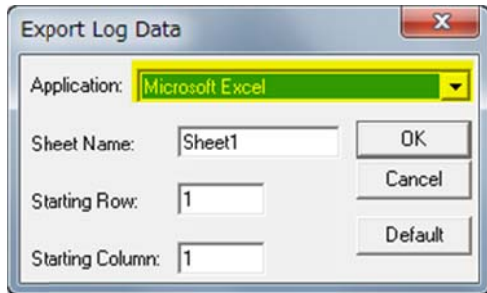 Export Log Data
Application: Microsoft Excel
Sheet Name: Sheet1 OK
Cancel
Starting Row: 1
Default
Starting Column: 1